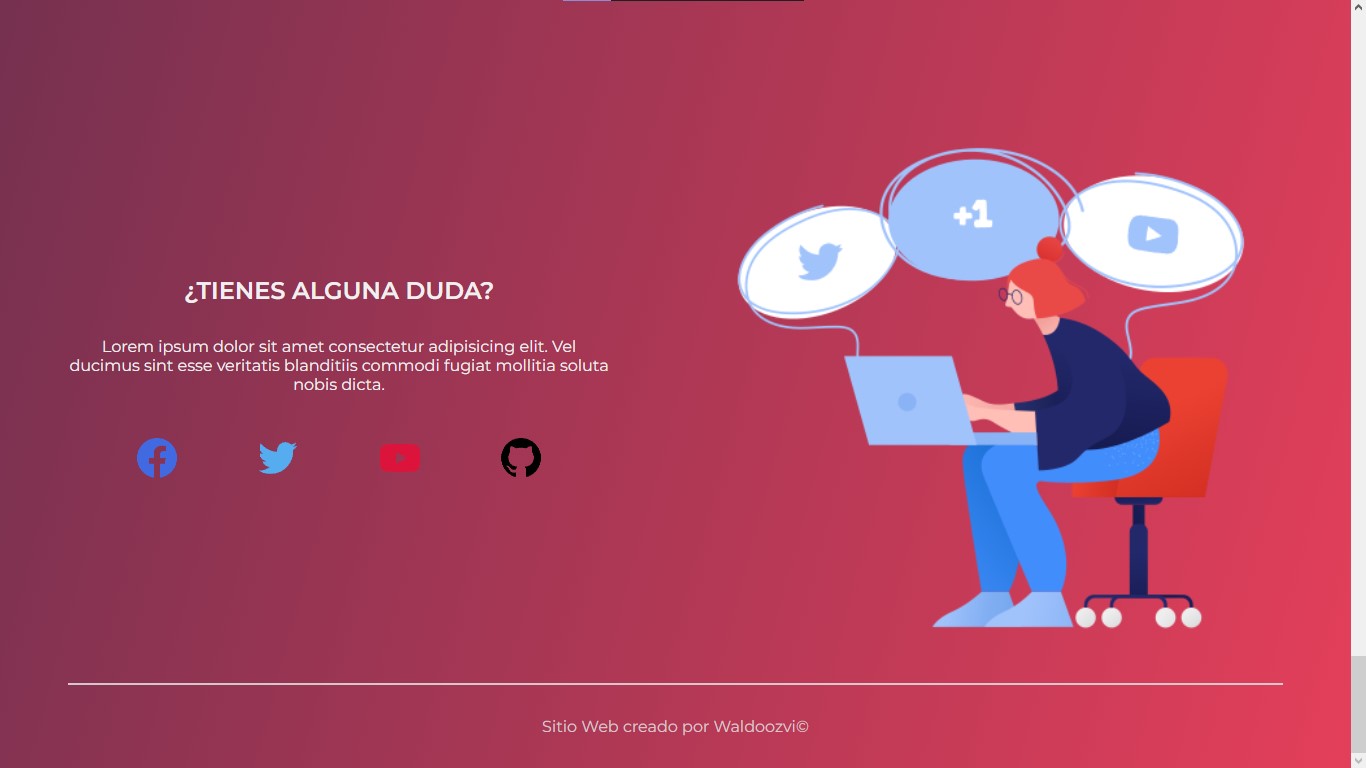 +1
¿TIENES ALGUNA DUDA?
Lorem ipsum dolor sit amet consectetur adipisicing elit. Vel
ducimus sint esse veritatis blanditiis commodi fugiat mollitia soluta
nobis dicta.
Sitio Web creado por Waldoozvi©